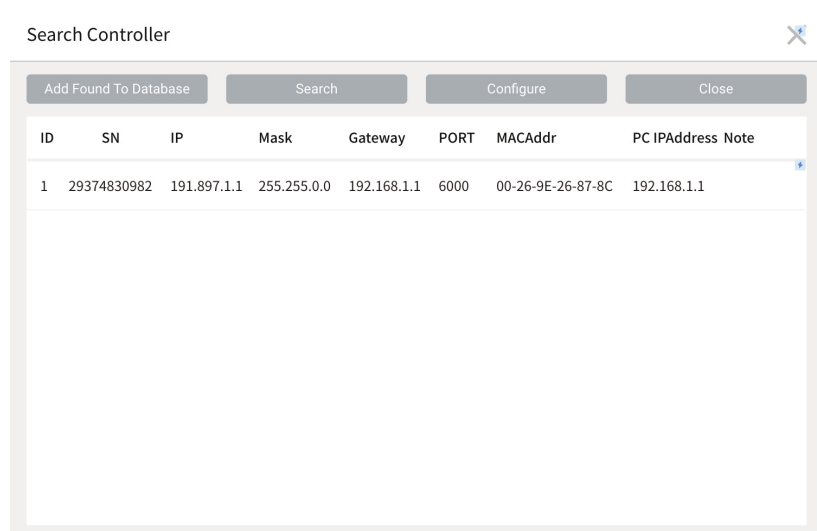 Search Controller
Add Found To Database Search Configure Close
ID SN IP Mask Gateway PORT MACAddr PC IPAddress Note
1 29374830982 191.897.1.1 255.255.0.0 192.168.1.1 6000 00-26-9E-26-87-8C 192.168.1.1